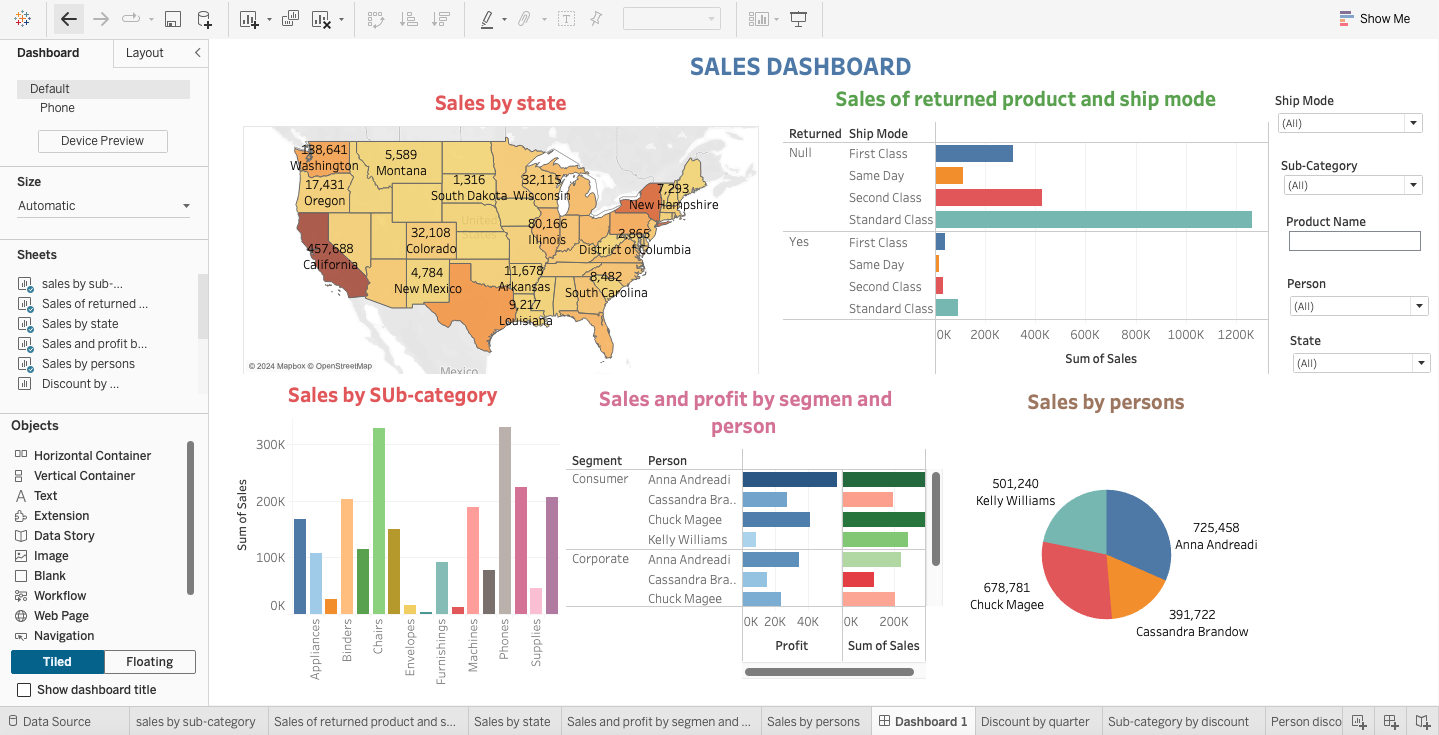 Show Me
Dashboard
Layout
Default
Phone
Device Preview
Size
Automatic
Sheets
sales by sub-...
Sales of returned ...
Sales by state
Sales and profit b...
Sales by persons
Discount by ...
Objects
Horizontal Container
Vertical Container
Text
Extension
Data Story
Image
Blank
Workflow
Web Page
Navigation
Tiled
Floating
Show dashboard title
SALES DASHBOARD
Sales by state
138,641
Washington
5,589
Montana
17,431
Oregon
1,316
South Dakota
32,115
Wisconsin
7,293
New Hampshire
United
States
457,688
California
32,108
Colorado
80,166
Illinois
2,865
District of Columbia
4,784
New Mexico
11,678
Arkansas
8,482
South Carolina
9,217
Louisiana
Mexico
© 2024 Mapbox © OpenStreetMap
Sales of returned product and ship mode
Returned Ship Mode
Null First Class
Same Day
Second Class
Standard Class
Yes First Class
Same Day
Second Class
Standard Class
0K 200K 400K 600K 800K 1000K 1200K
Sum of Sales
Ship Mode
(All)
Sub-Category
(All)
Product Name
Person
(All)
State
(All)
Sales by SUb-category
Sum of Sales
300K
200K
100K
0K
Appliances
Binders
Chairs
Envelopes
Furnishings
Machines
Phones
Supplies
Sales and profit by segmen and
person
Segment Person
Consumer Anna Andreadi
Cassandra Bra..
Chuck Magee
Kelly Williams
Corporate Anna Andreadi
Cassandra Bra..
Chuck Magee
0K 20K 40K 0K 200K
Profit Sum of Sales
Sales by persons
501,240
Kelly Williams
725,458
Anna Andreadi
678,781
Chuck Magee
391,722
Cassandra Brandow
Data Source
sales by sub-category
Sales of returned product and s...
Sales by state
Sales and profit by segmen and ...
Sales by persons
Dashboard 1
Discount by quarter
Sub-category by discount
Person disco